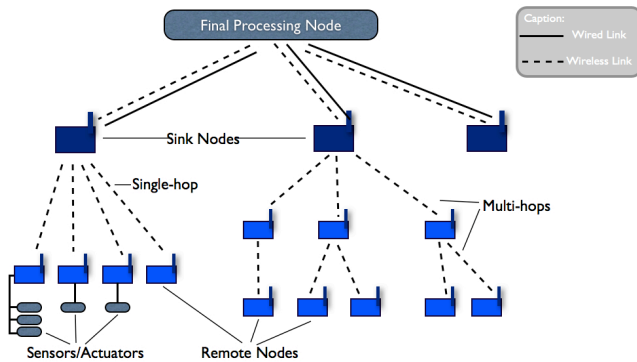 Final Processing Node
Caption:
Wired Link
Wireless Link
Sink Nodes
Single-hop
Multi-hops
Sensors/Actuators
Remote Nodes